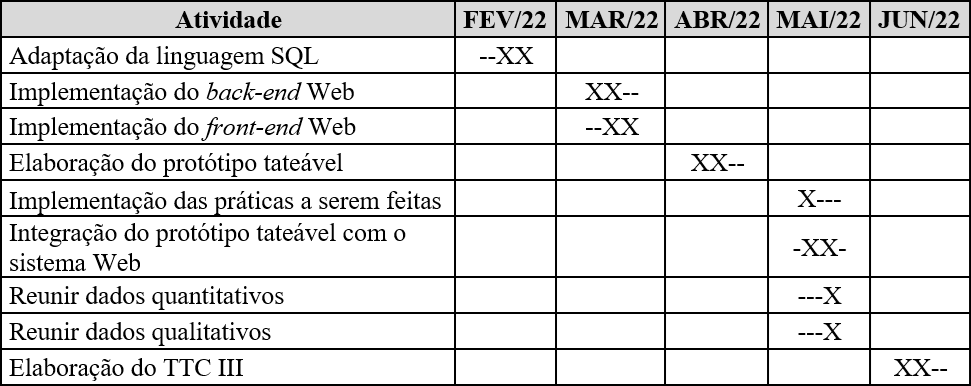 Atividade FEV/22 MAR/22 ABR/22 MAI/22 JUN/22
Adaptação da linguagem SQL --XX
Implementação do back-end Web XX--
Implementação do front-end Web --XX
Elaboração do protótipo tateável XX--
Implementação das práticas a serem feitas X---
Integração do protótipo tateável com o
sistema Web -XX-
Reunir dados quantitativos ---X
Reunir dados qualitativos ---X
Elaboração do TTC III XX--